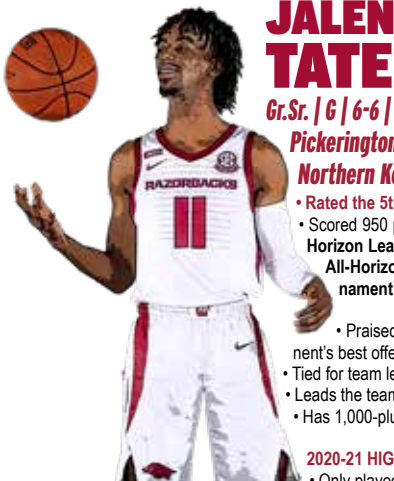 JALEN
TATE
Gr.Sr. | G | 6-6 |
Pickerington
Northern Ke
• Rated the 5t
• Scored 950 p
Horizon Lea
All-Horizo
nament
• Praised
nent's best offe
• Tied for team le
• Leads the team
• Has 1,000-plu
2020-21 HIG
• Only played
RAZORBACKS
11